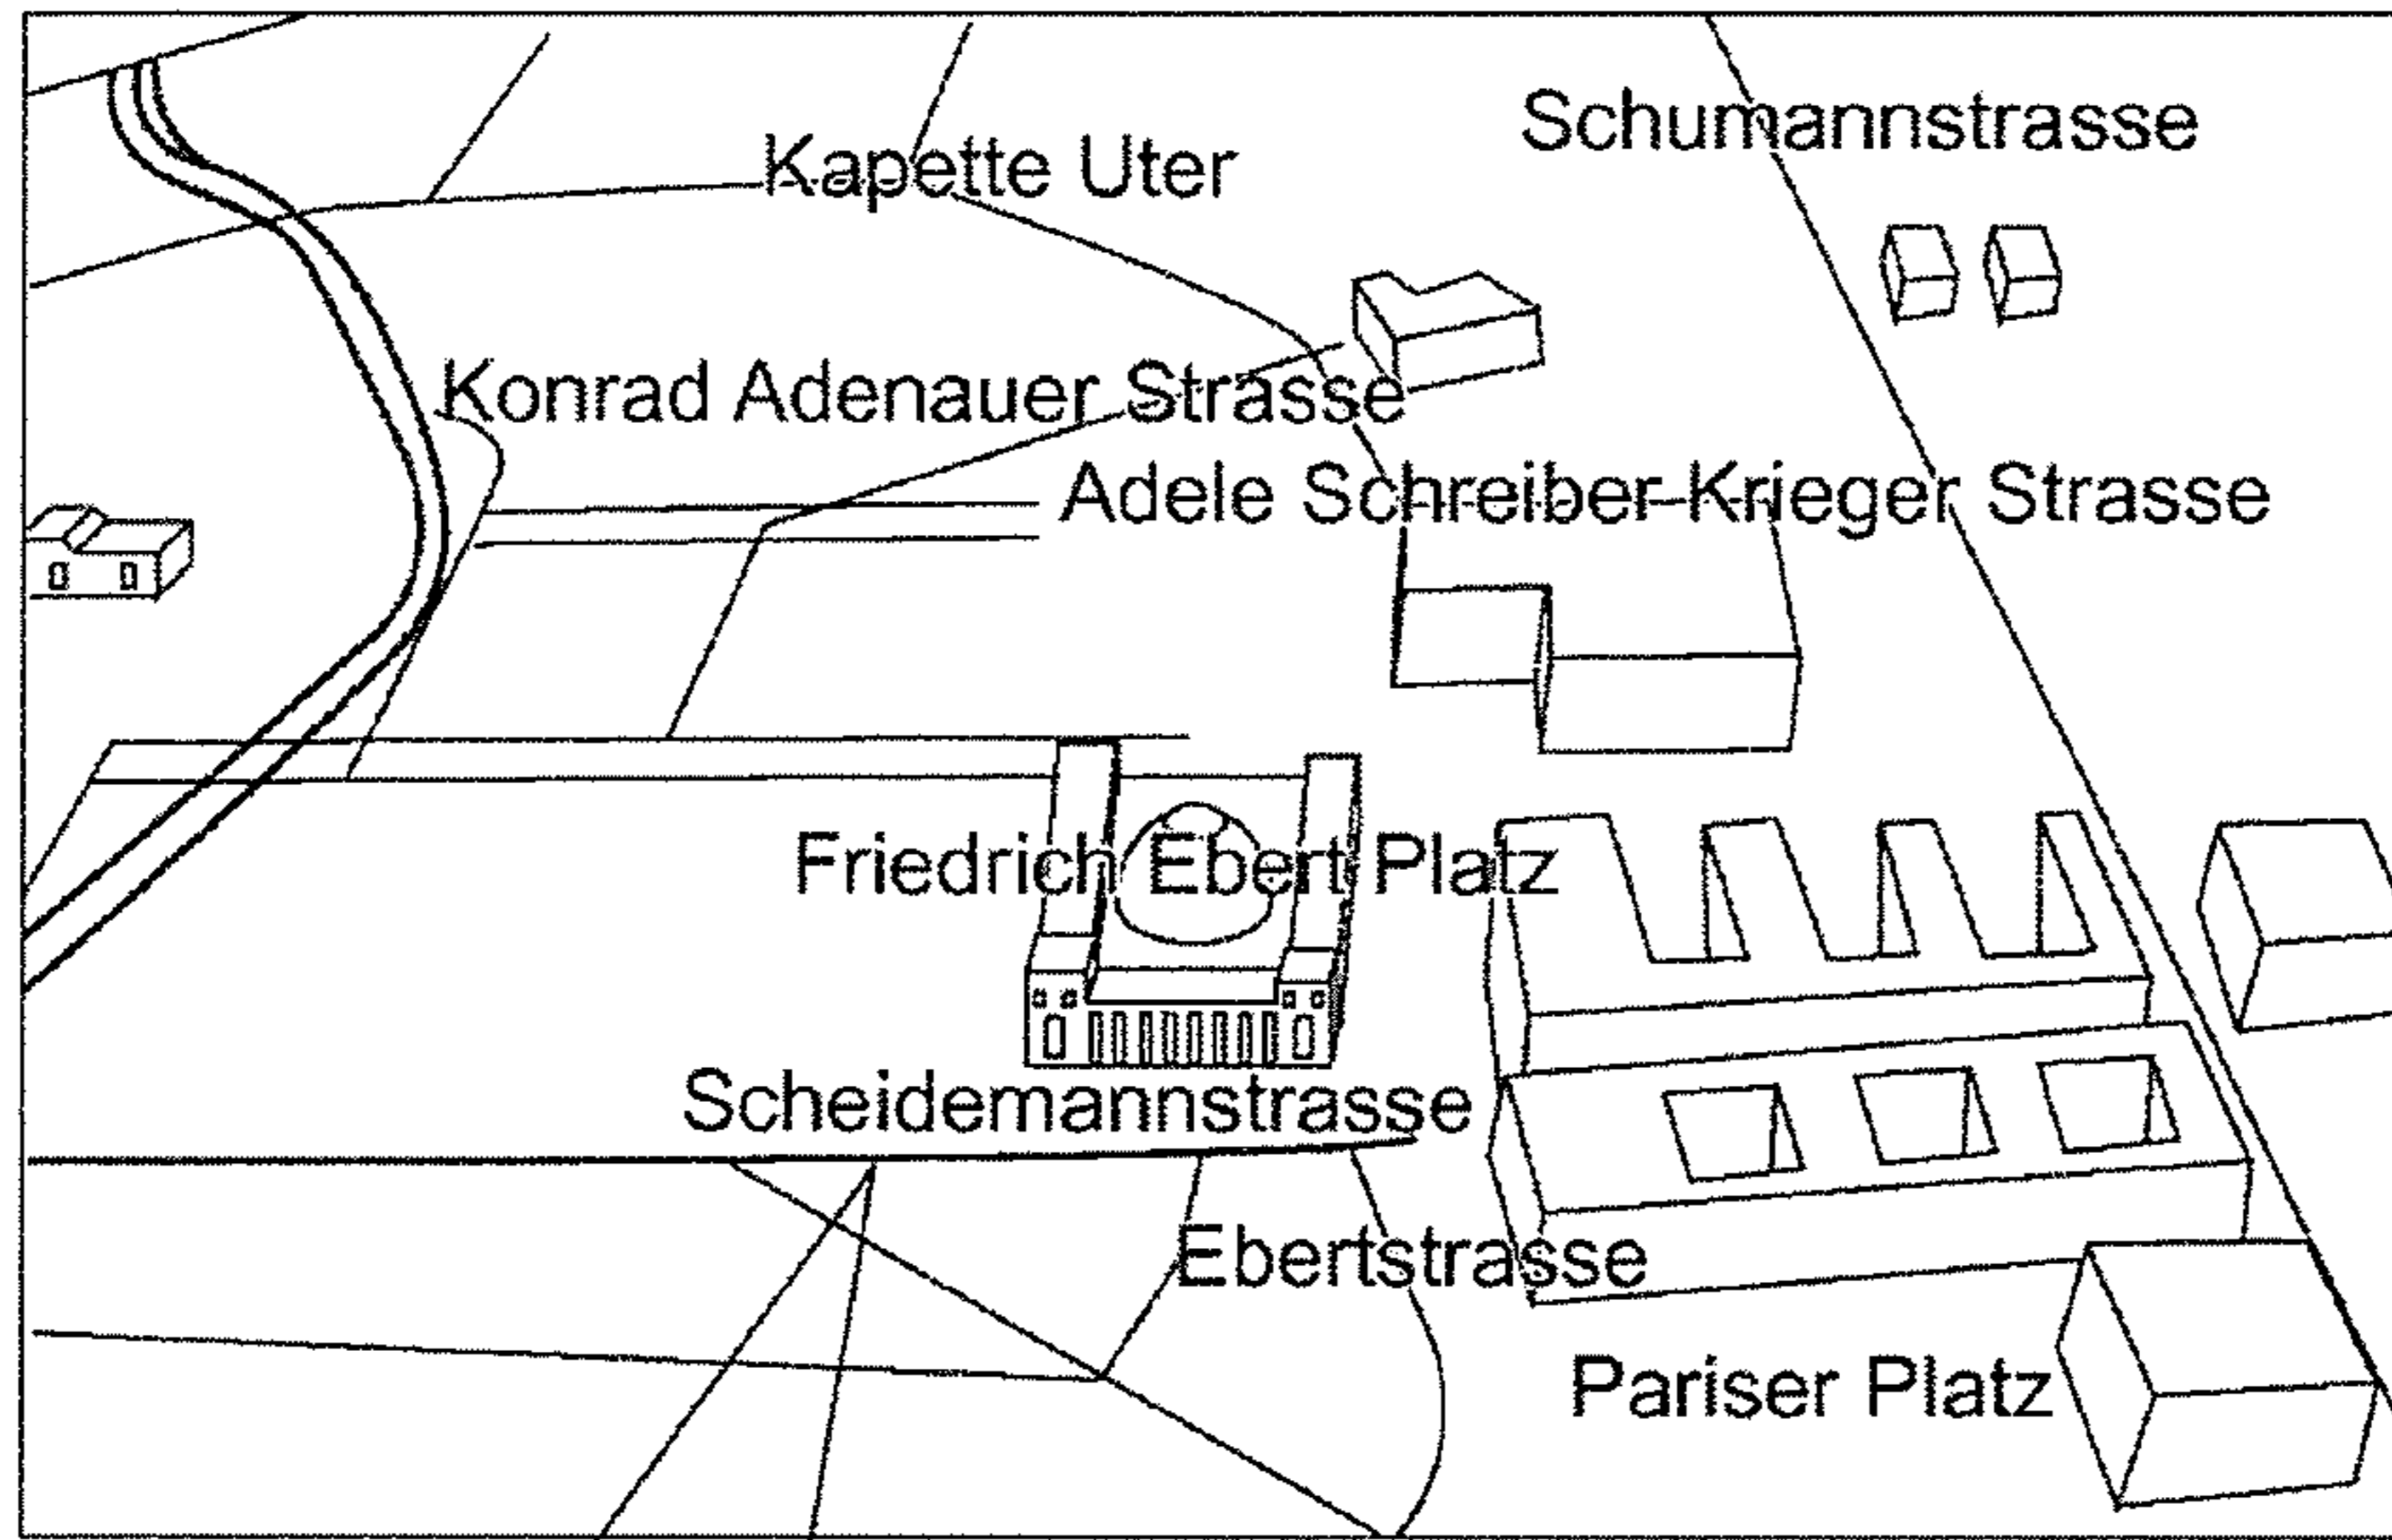 Schumannstrasse
Kapette Uter
Konrad Adenauer Strasse
Adele Schreiber-Krieger Strasse
Friedrich Ebert Platz
Scheidemannstrasse
Ebertstrasse
Pariser Platz